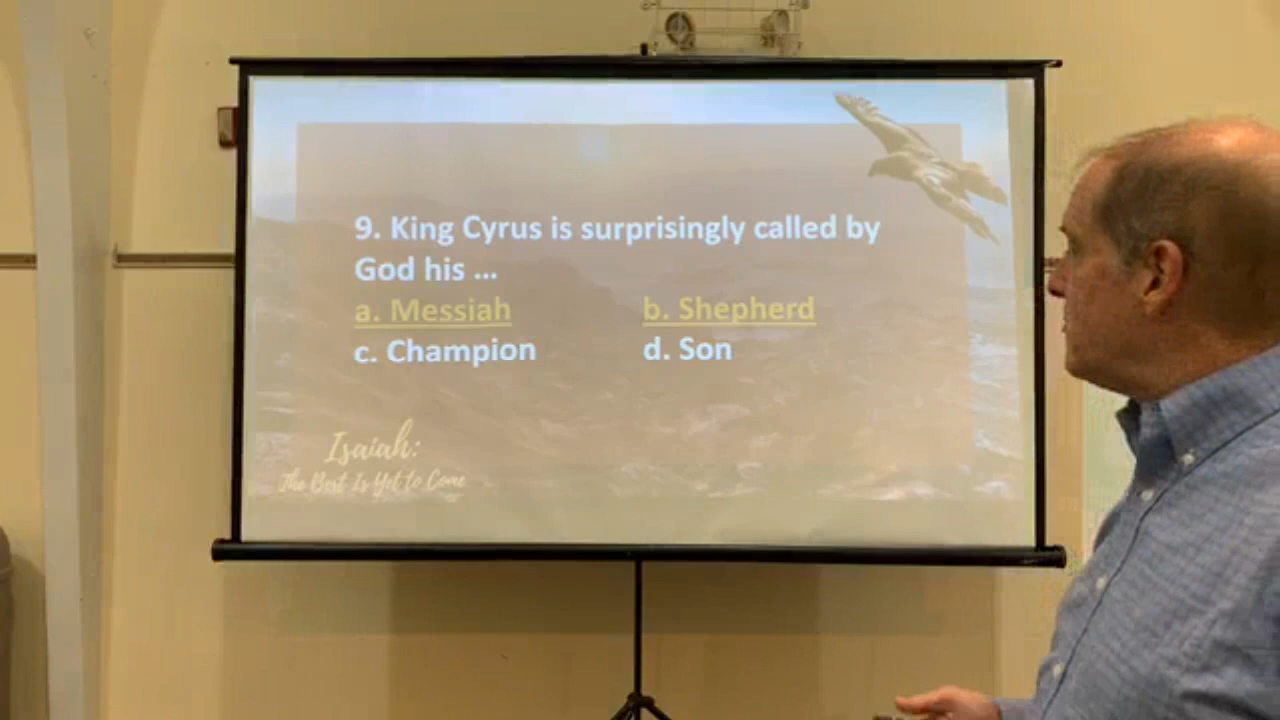 9. King Cyrus is surprisingly called by
God his ...
a. Messiah b. Shepherd
c. Champion d. Son
Isaiah:
The Best Is Yet to Come